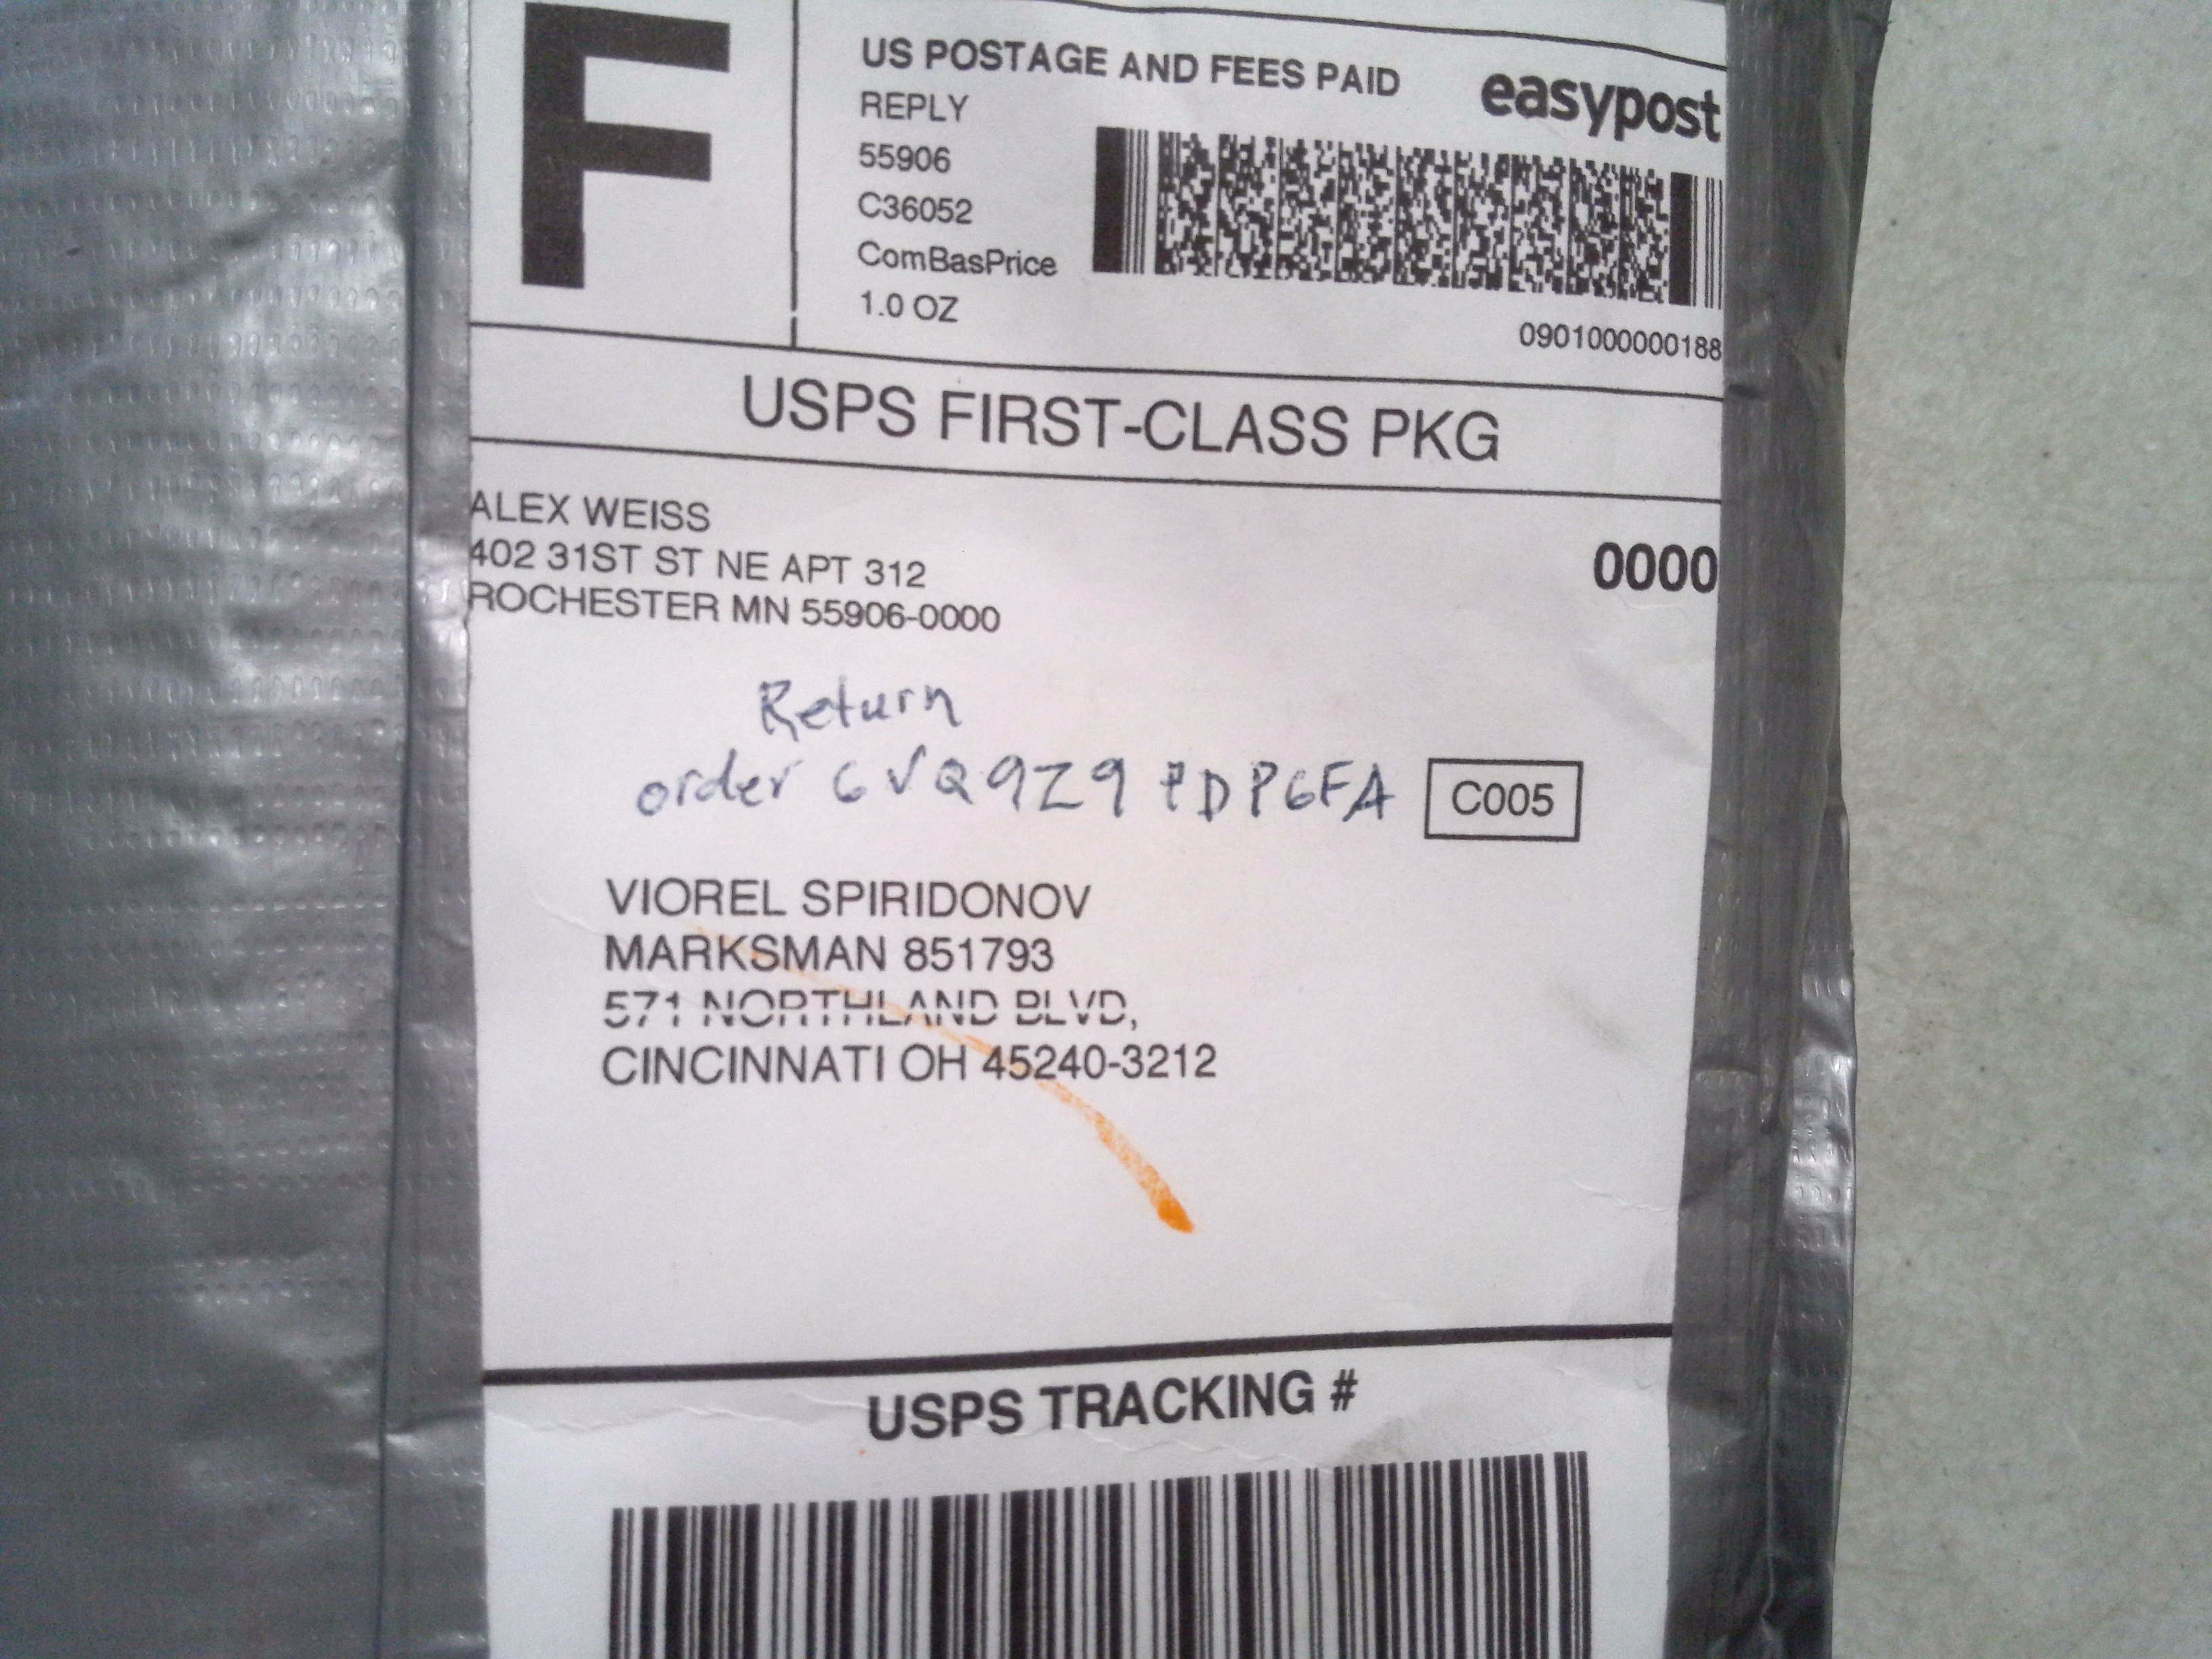 F
US POSTAGE AND FEES PAID
easypost
REPLY
55906
C36052
ComBasPrice
1.0 OZ
0901000000188
USPS FIRST-CLASS PKG
ALEX WEISS
402 31ST ST NE APT 312
ROCHESTER MN 55906-0000
0000
Return
order 6VQ9Z9PDPGFA
C005
VIOREL SPIRIDONOV
MARKSMAN 851793
571 NORTHLAND BLVD,
CINCINNATI OH 45240-3212
USPS TRACKING #